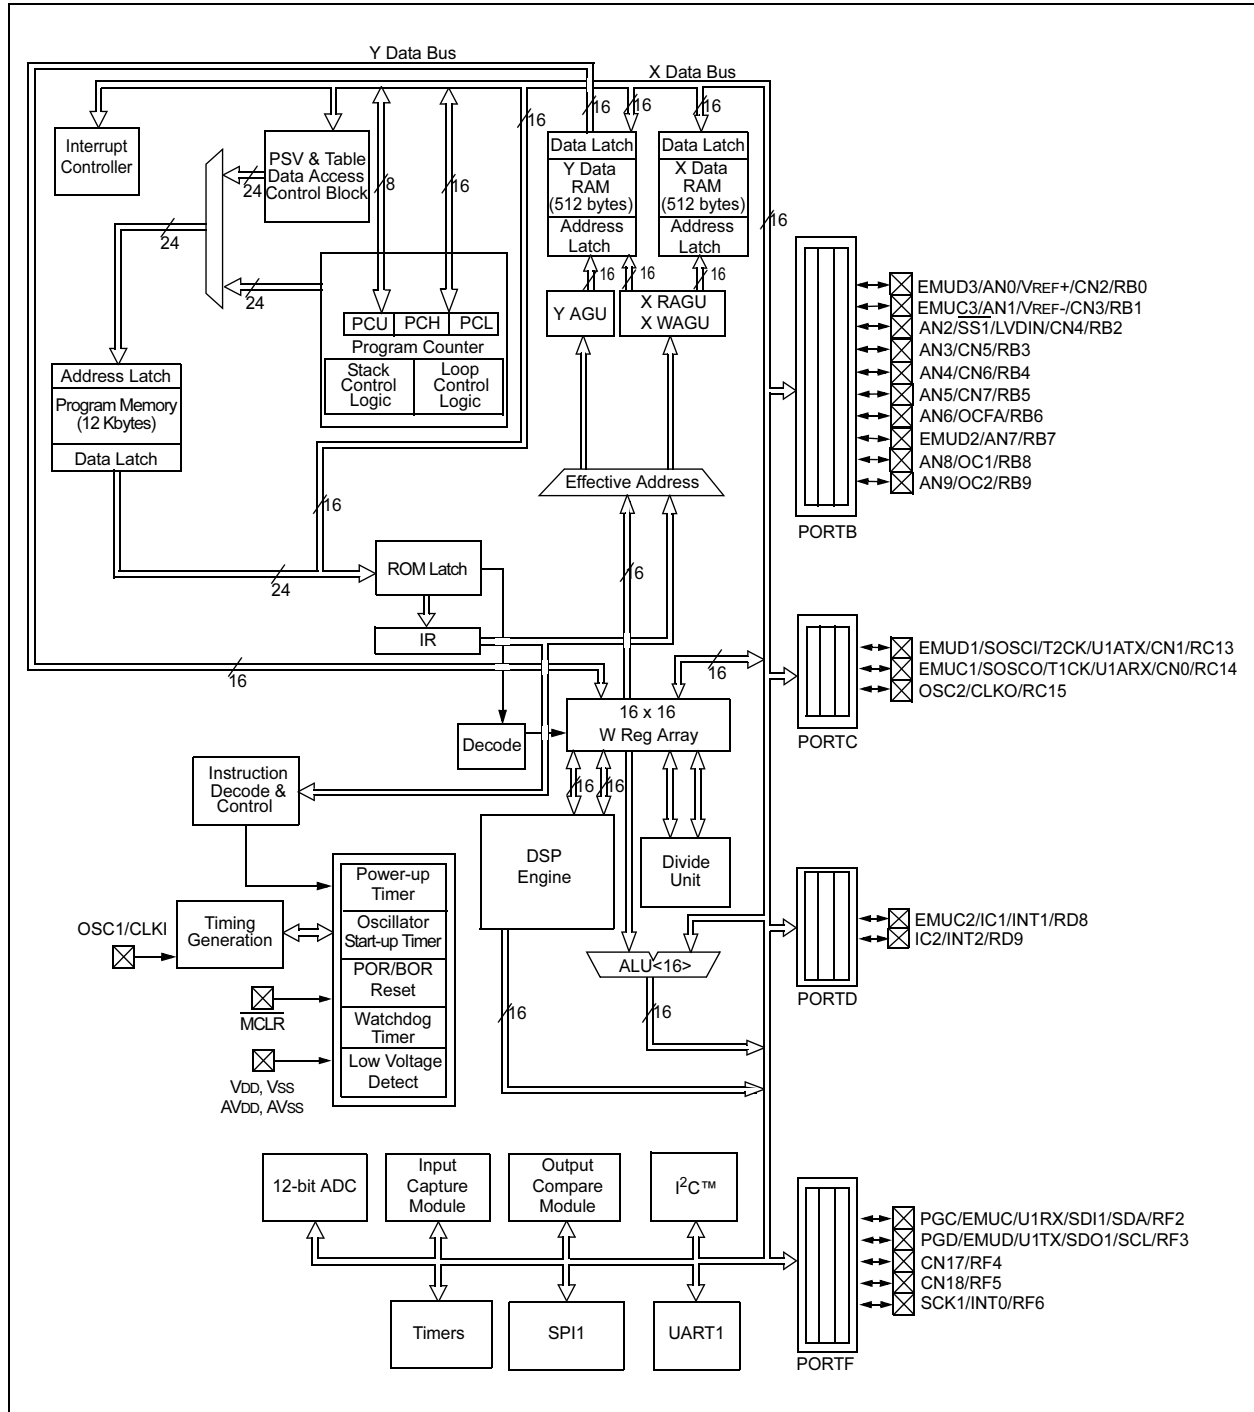 Y Data Bus
X Data Bus
16
16
16
16
Interrupt
Controller
PSV & Table
Data Access
Control Block
24
24
8
16
Data Latch
Y Data
RAM
(512 bytes)
Address
Latch
Data Latch
X Data
RAM
(512 bytes)
Address
Latch
16
16
16
16
24
Y AGU
X RAGU
X WAGU
PCU
PCH
PCL
Program Counter
Stack
Control
Logic
Loop
Control
Logic
Address Latch
Program Memory
(12 Kbytes)
Data Latch
Effective Address
16
24
16
ROM Latch
IR
16
16
16 x 16
W Reg Array
Decode
Instruction
Decode &
Control
16
16
DSP
Engine
Divide
Unit
Power-up
Timer
Oscillator
Start-up Timer
POR/BOR
Reset
Watchdog
Timer
Low Voltage
Detect
OSC1/CLKI
Timing
Generation
MCLR
VDD, VSS
AVDD, AVSS
ALU<16>
16
16
12-bit ADC
Input
Capture
Module
Output
Compare
Module
I2C™
Timers
SPI1
UART1
EMUD3/AN0/VREF+/CN2/RB0
EMUC3/AN1/VREF-/CN3/RB1
AN2/SS1/LVDIN/CN4/RB2
AN3/CN5/RB3
AN4/CN6/RB4
AN5/CN7/RB5
AN6/OCFA/RB6
EMUD2/AN7/RB7
AN8/OC1/RB8
AN9/OC2/RB9
PORTB
EMUD1/SOSCI/T2CK/U1ATX/CN1/RC13
EMUC1/SOSCO/T1CK/U1ARX/CN0/RC14
OSC2/CLKO/RC15
PORTC
EMUC2/IC1/INT1/RD8
IC2/INT2/RD9
PORTD
PGC/EMUC/U1RX/SDI1/SDA/RF2
PGD/EMUD/U1TX/SDO1/SCL/RF3
CN17/RF4
CN18/RF5
SCK1/INT0/RF6
PORTF